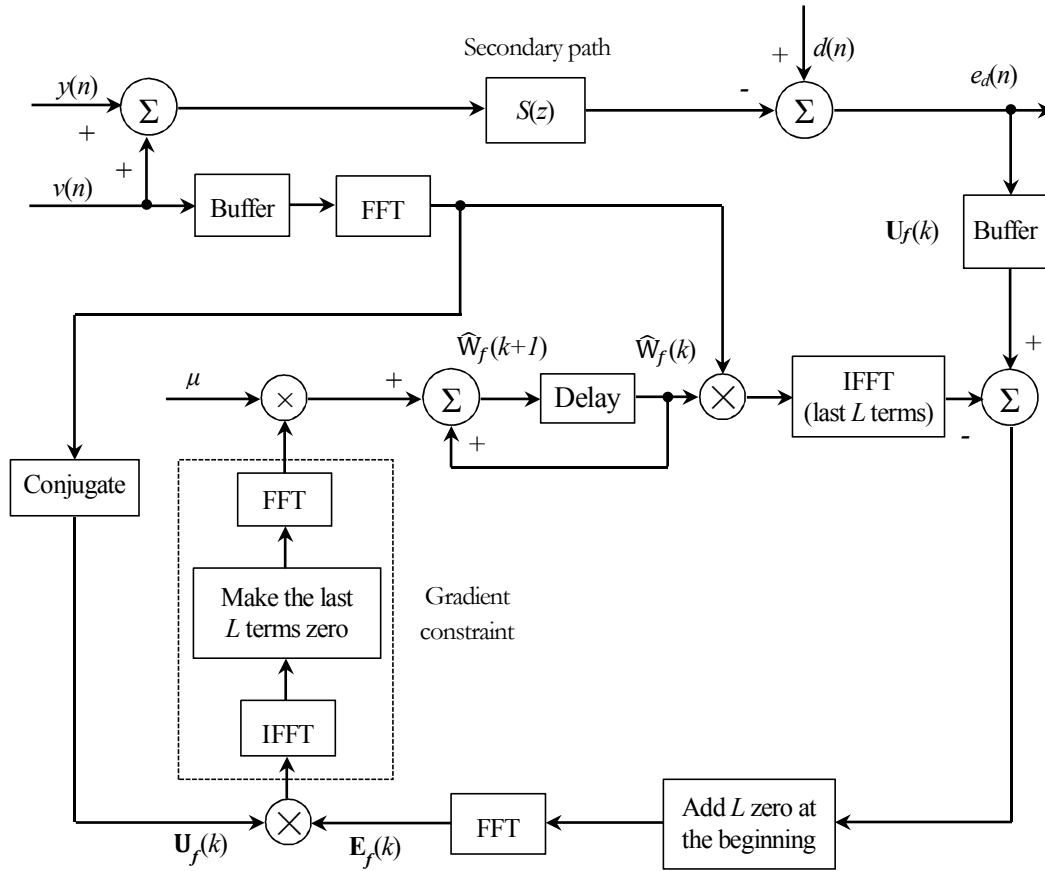 Secondary path
+
d(n)
y(n)
+
Σ
S(z)
-
Σ
e_d(n)
+
v(n)
Buffer
FFT
U_f(k)
Buffer
μ
×
+
Ŵ_f(k+1)
Σ
+
Delay
Ŵ_f(k)
×
IFFT
(last L terms)
+
Σ
-
Conjugate
FFT
Make the last
L terms zero
Gradient
constraint
IFFT
×
U_f(k)
E_f(k)
FFT
Add L zero at
the beginning